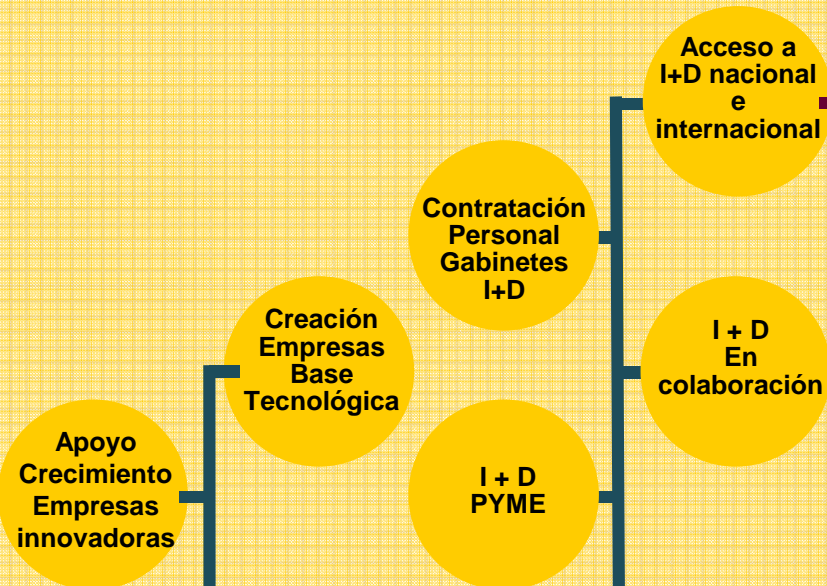 Acceso a
I+D nacional
e
internacional
Contratación
Personal
Gabinetes
I+D
Creación
Empresas
Base
Tecnológica
I + D
En
colaboración
Apoyo
Crecimiento
Empresas
innovadoras
I + D
PYME